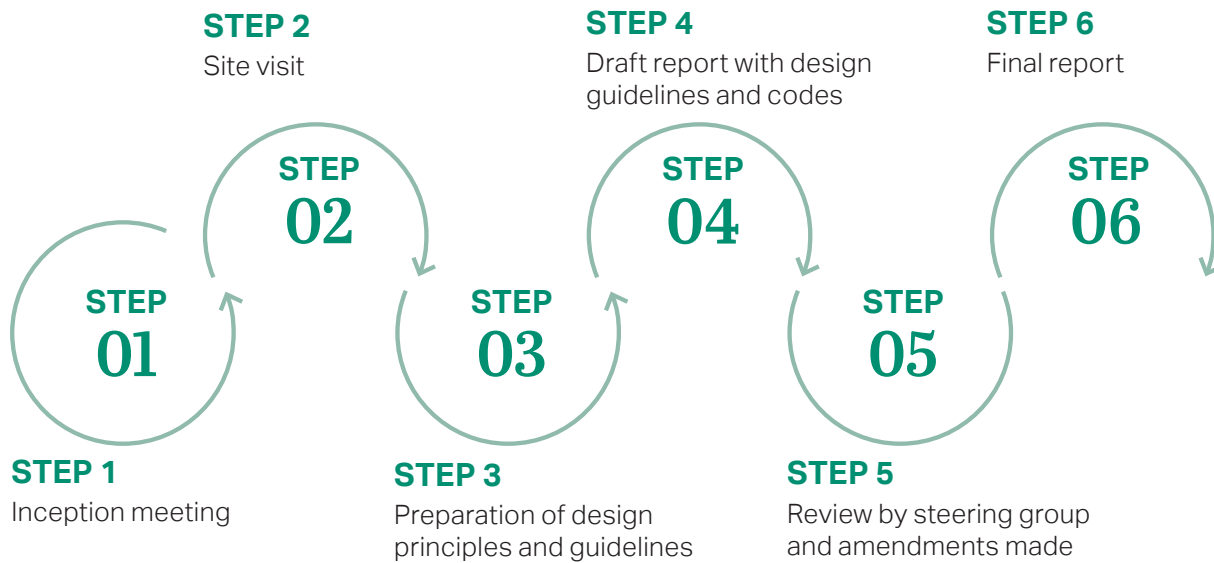 STEP 2
Site visit
STEP 4
Draft report with design
guidelines and codes
STEP 6
Final report
STEP
02
STEP
04
STEP
06
STEP
01
STEP
03
STEP
05
STEP 1
Inception meeting
STEP 3
Preparation of design
principles and guidelines
STEP 5
Review by steering group
and amendments made